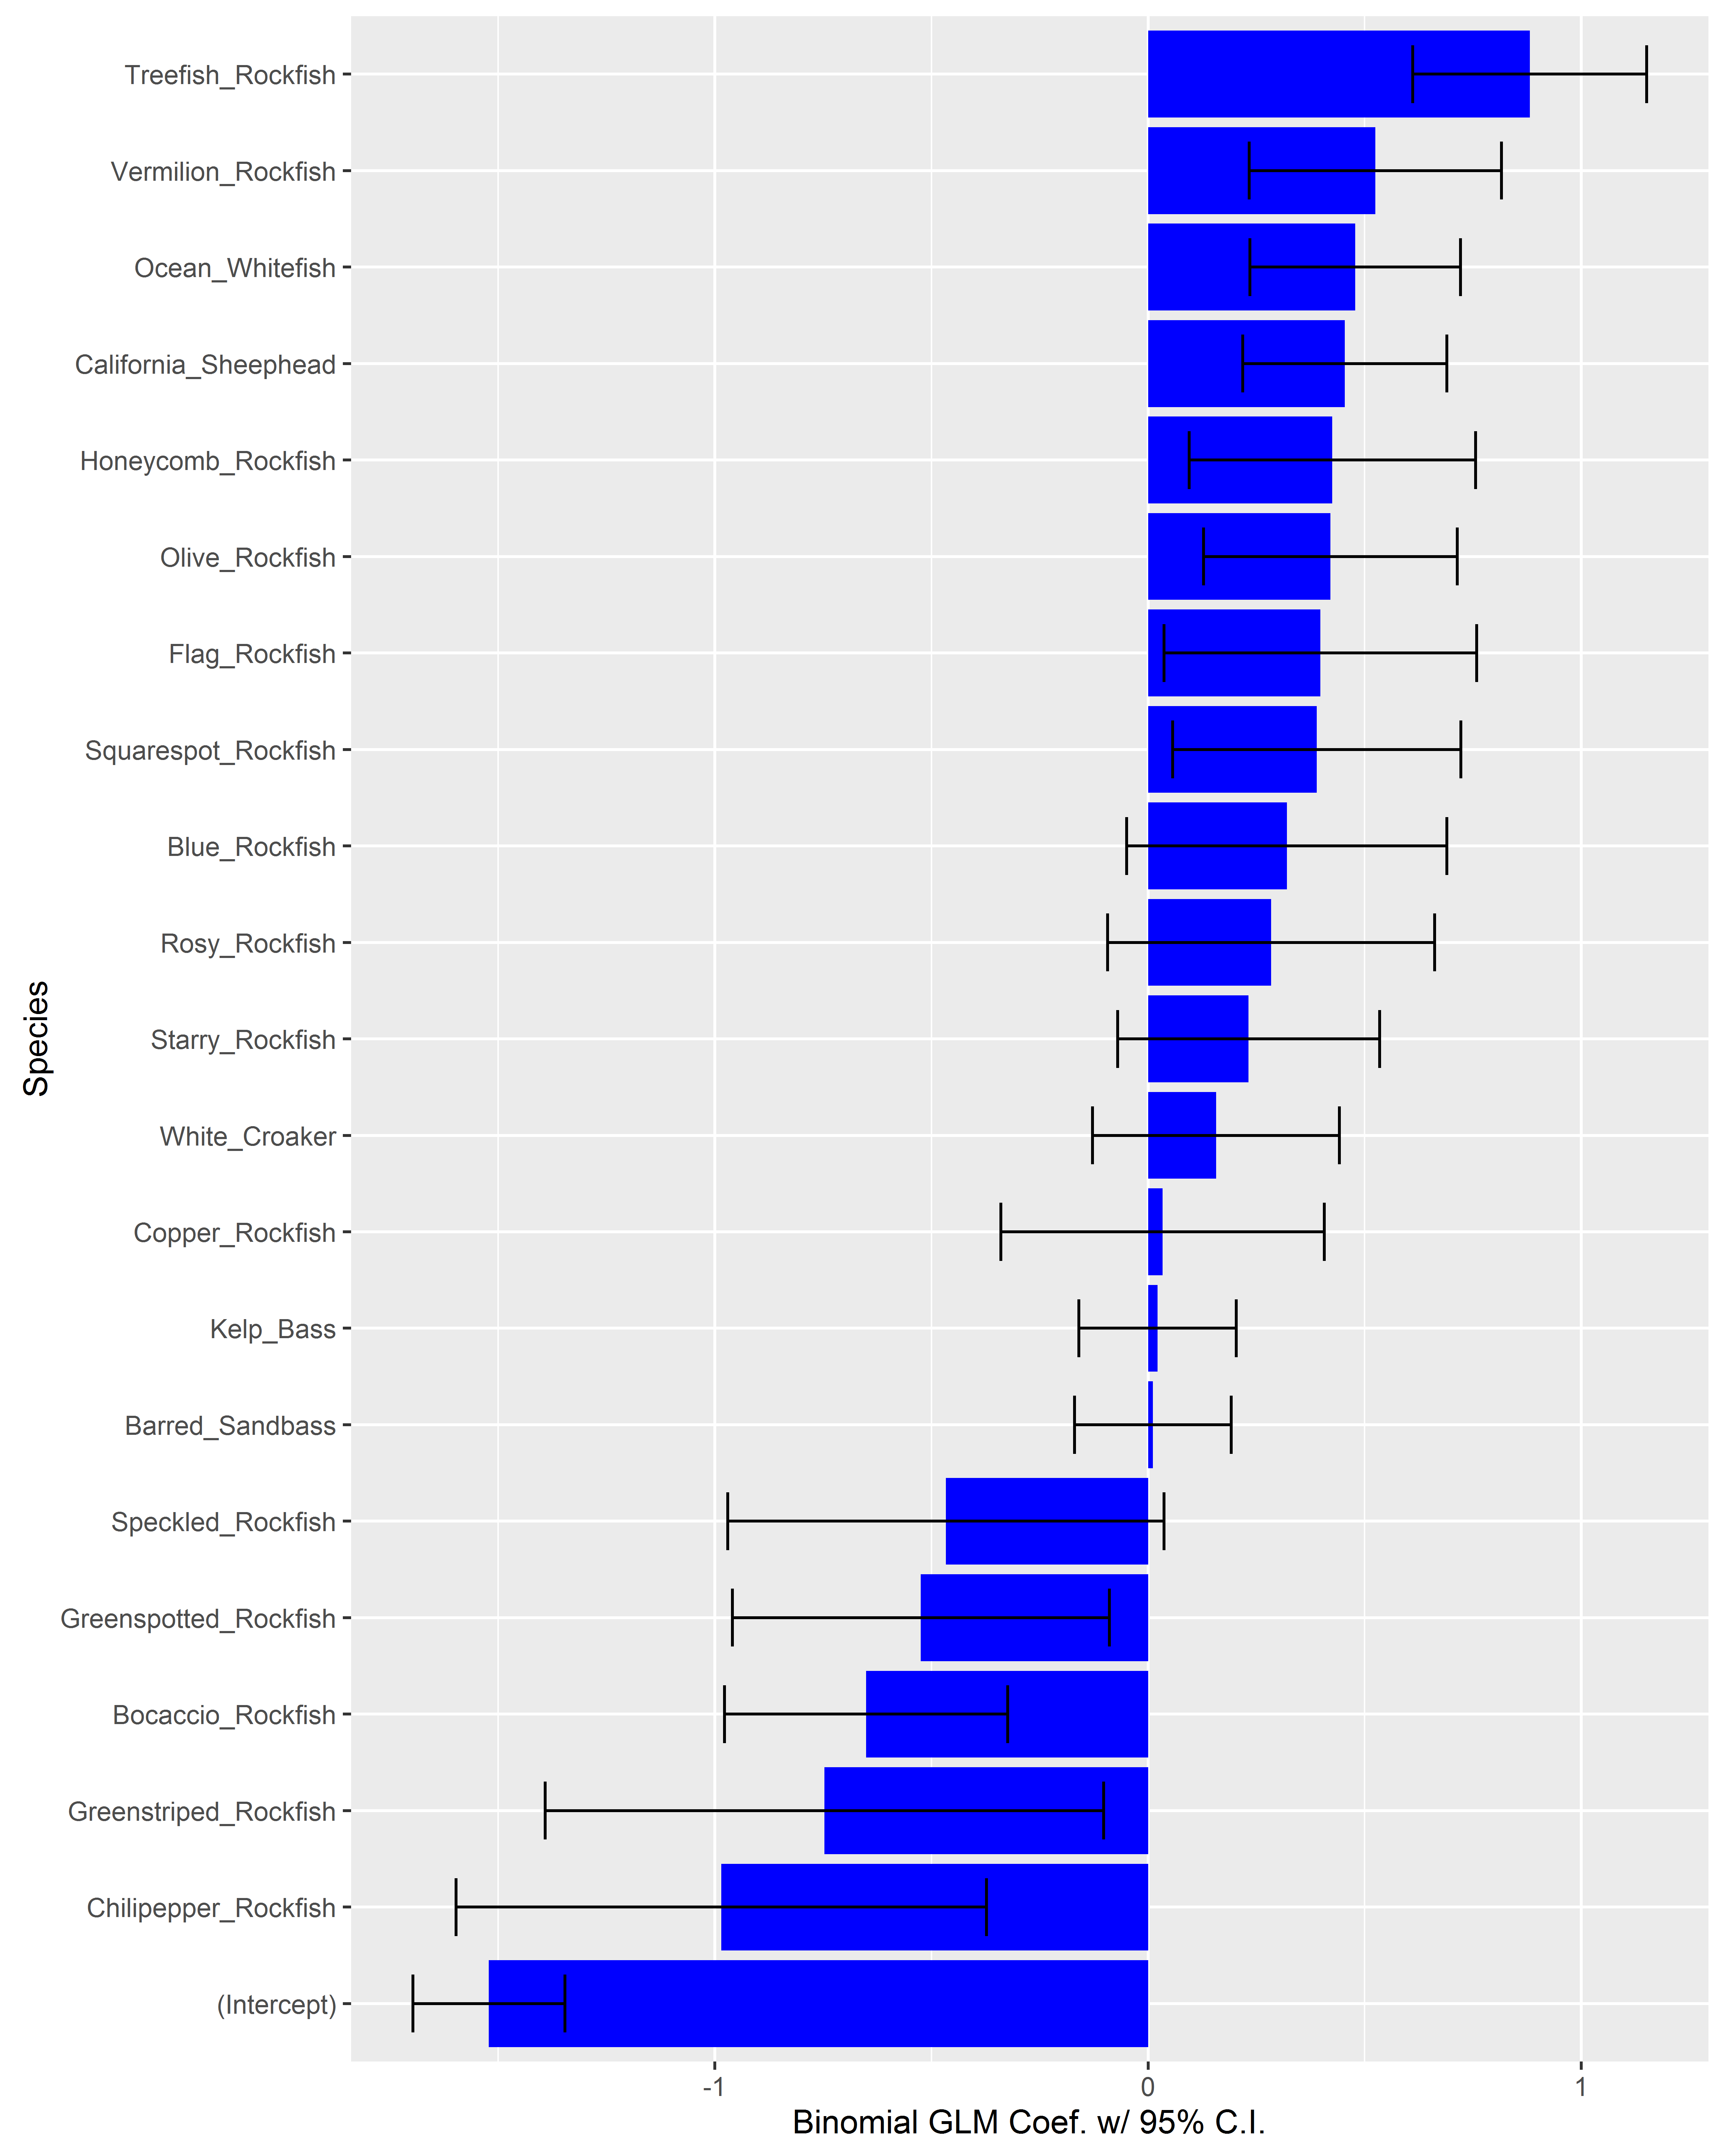 Treefish_Rockfish
Vermilion_Rockfish
Ocean_Whitefish
California_Sheephead
Honeycomb_Rockfish
Olive_Rockfish
Flag_Rockfish
Squarespot_Rockfish
Blue_Rockfish
Rosy_Rockfish
Starry_Rockfish
White_Croaker
Copper_Rockfish
Kelp_Bass
Barred_Sandbass
Speckled_Rockfish
Greenspotted_Rockfish
Bocaccio_Rockfish
Greenstriped_Rockfish
Chilipepper_Rockfish
(Intercept)
Species
-1 0 1
Binomial GLM Coef. w/ 95% C.I.